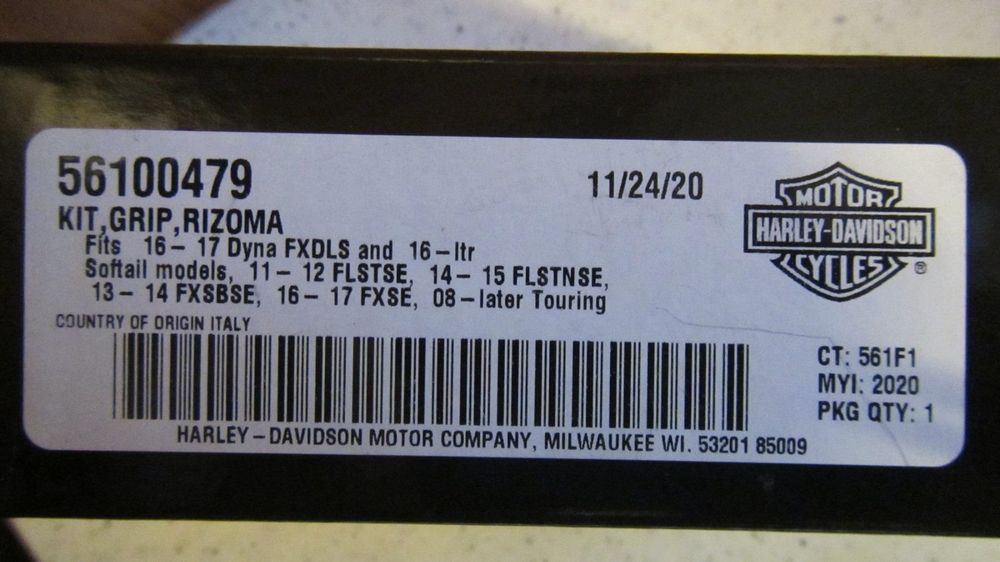 56100479
11/24/20
KIT,GRIP,RIZOMA
Fits 16 - 17 Dyna FXDLS and 16 - ltr
Softail models, 11 - 12 FLSTSE, 14 - 15 FLSTNSE,
13 - 14 FXSBSE, 16 - 17 FXSE, 08 - later Touring
COUNTRY OF ORIGIN ITALY
MOTOR
HARLEY-DAVIDSON
CYCLES
®
CT: 561F1
MYI: 2020
PKG QTY: 1
HARLEY - DAVIDSON MOTOR COMPANY, MILWAUKEE WI. 53201 85009